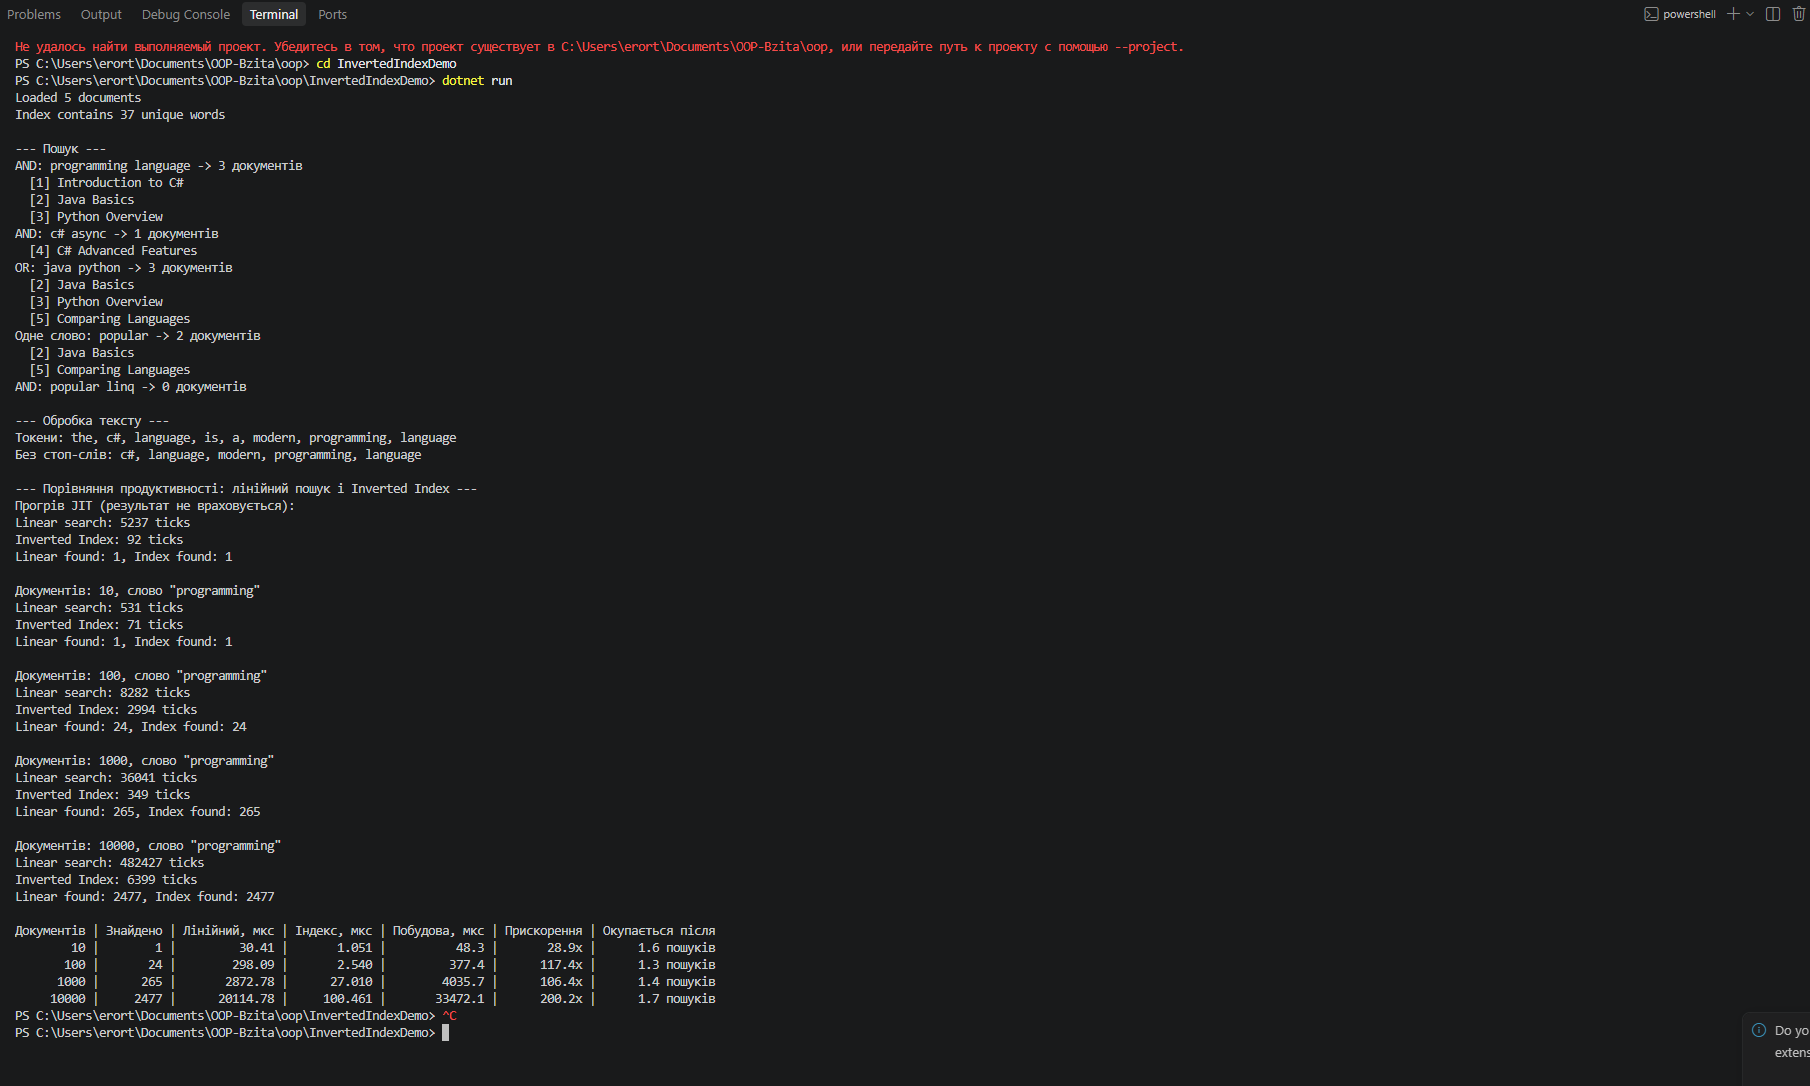 Problems Output Debug Console Terminal Ports powershell
Не удалось найти выполняемый проект. Убедитесь в том, что проект существует в C:\Users\erort\Documents\OOP-Bzita\oop, или передайте путь к проекту с помощью --project.
PS C:\Users\erort\Documents\OOP-Bzita\oop> cd InvertedIndexDemo
PS C:\Users\erort\Documents\OOP-Bzita\oop\InvertedIndexDemo> dotnet run
Loaded 5 documents
Index contains 37 unique words

--- Пошук ---
AND: programming language -> 3 документів
  [1] Introduction to C#
  [2] Java Basics
  [3] Python Overview
AND: c# async -> 1 документів
  [4] C# Advanced Features
OR: java python -> 3 документів
  [2] Java Basics
  [3] Python Overview
  [5] Comparing Languages
Одне слово: popular -> 2 документів
  [2] Java Basics
  [5] Comparing Languages
AND: popular linq -> 0 документів

--- Обробка тексту ---
Токени: the, c#, language, is, a, modern, programming, language
Без стоп-слів: c#, language, modern, programming, language

--- Порівняння продуктивності: лінійний пошук і Inverted Index ---
Прогрів JIT (результат не враховується):
Linear search: 5237 ticks
Inverted Index: 92 ticks
Linear found: 1, Index found: 1

Документів: 10, слово "programming"
Linear search: 531 ticks
Inverted Index: 71 ticks
Linear found: 1, Index found: 1

Документів: 100, слово "programming"
Linear search: 8282 ticks
Inverted Index: 2994 ticks
Linear found: 24, Index found: 24

Документів: 1000, слово "programming"
Linear search: 36041 ticks
Inverted Index: 349 ticks
Linear found: 265, Index found: 265

Документів: 10000, слово "programming"
Linear search: 482427 ticks
Inverted Index: 6399 ticks
Linear found: 2477, Index found: 2477

Документів | Знайдено | Лінійний, мкс | Індекс, мкс | Побудова, мкс | Прискорення | Окупається після
        10 |        1 |         30.41 |       1.051 |          48.3 |       28.9x |     1.6 пошуків
       100 |       24 |        298.09 |       2.540 |         377.4 |      117.4x |     1.3 пошуків
      1000 |      265 |       2872.78 |      27.010 |        4035.7 |      106.4x |     1.4 пошуків
     10000 |     2477 |      20114.78 |     100.461 |       33472.1 |      200.2x |     1.7 пошуків
PS C:\Users\erort\Documents\OOP-Bzita\oop\InvertedIndexDemo> ^C
PS C:\Users\erort\Documents\OOP-Bzita\oop\InvertedIndexDemo>
Do yo
extens